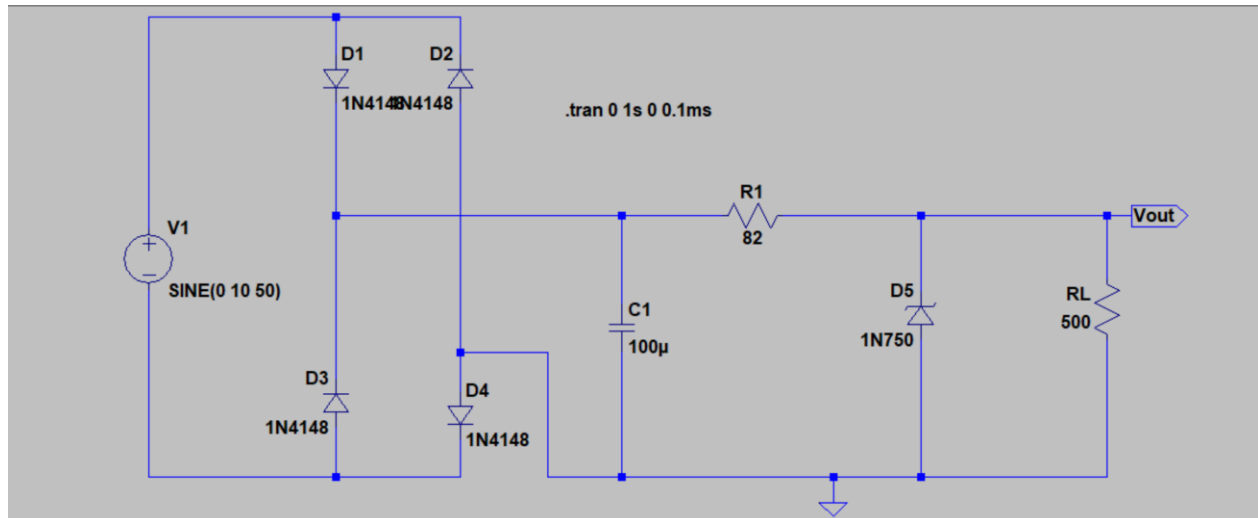 D1
D2
1N4148
1N4148
.tran 0 1s 0 0.1ms
R1
82
Vout
V1
SINE(0 10 50)
D5
1N750
RL
500
C1
100µ
D3
1N4148
D4
1N4148